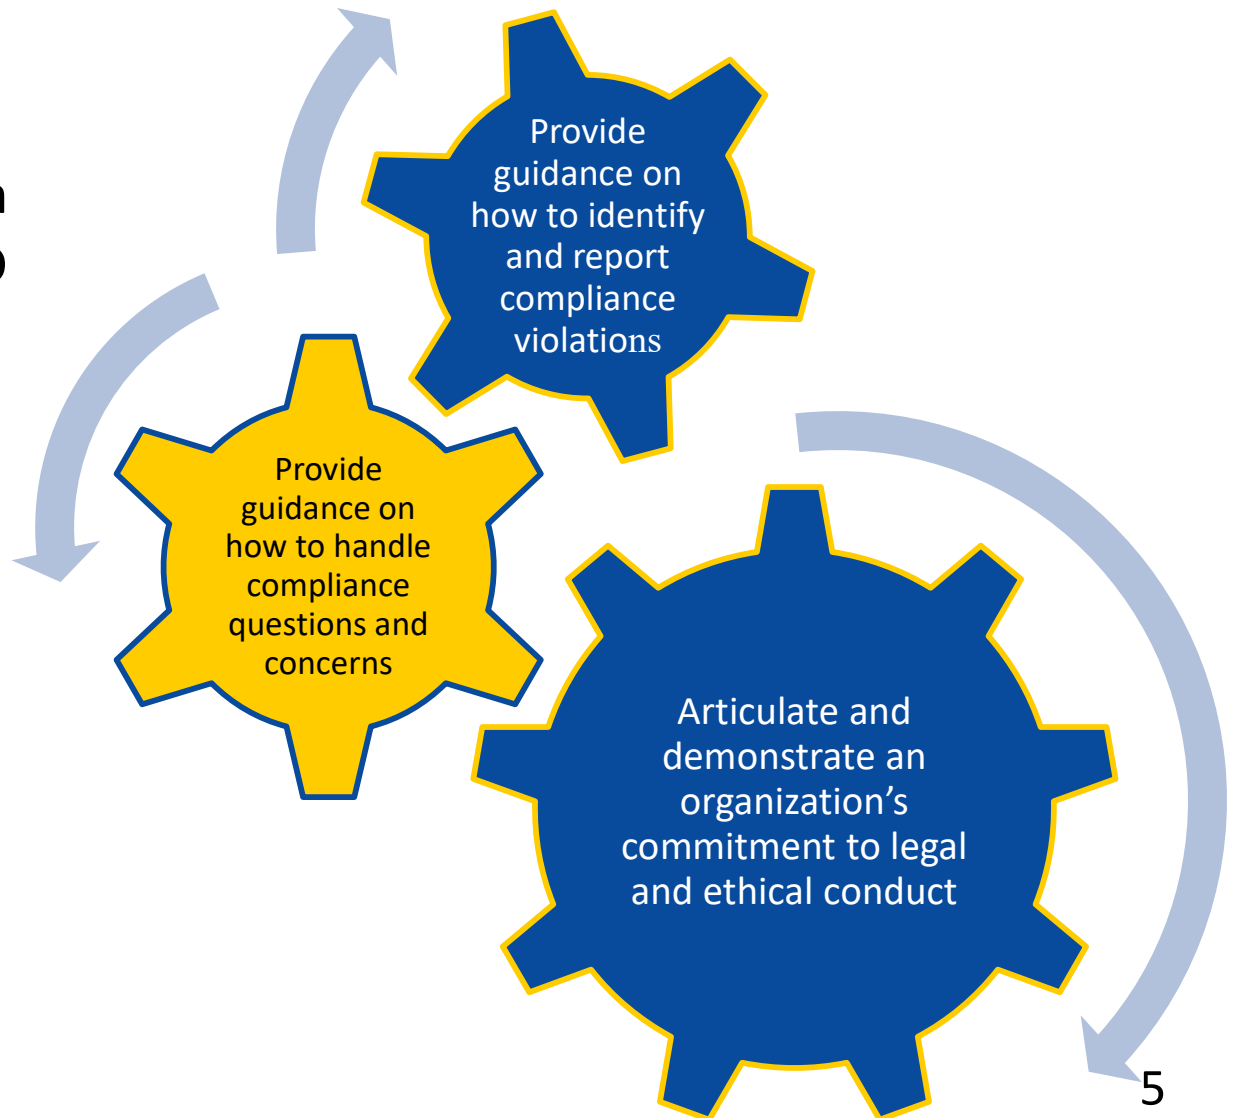 Provide
guidance on
how to identify
and report
compliance
violations
Provide
guidance on
how to handle
compliance
questions and
concerns
Articulate and
demonstrate an
organization’s
commitment to legal
and ethical conduct
5